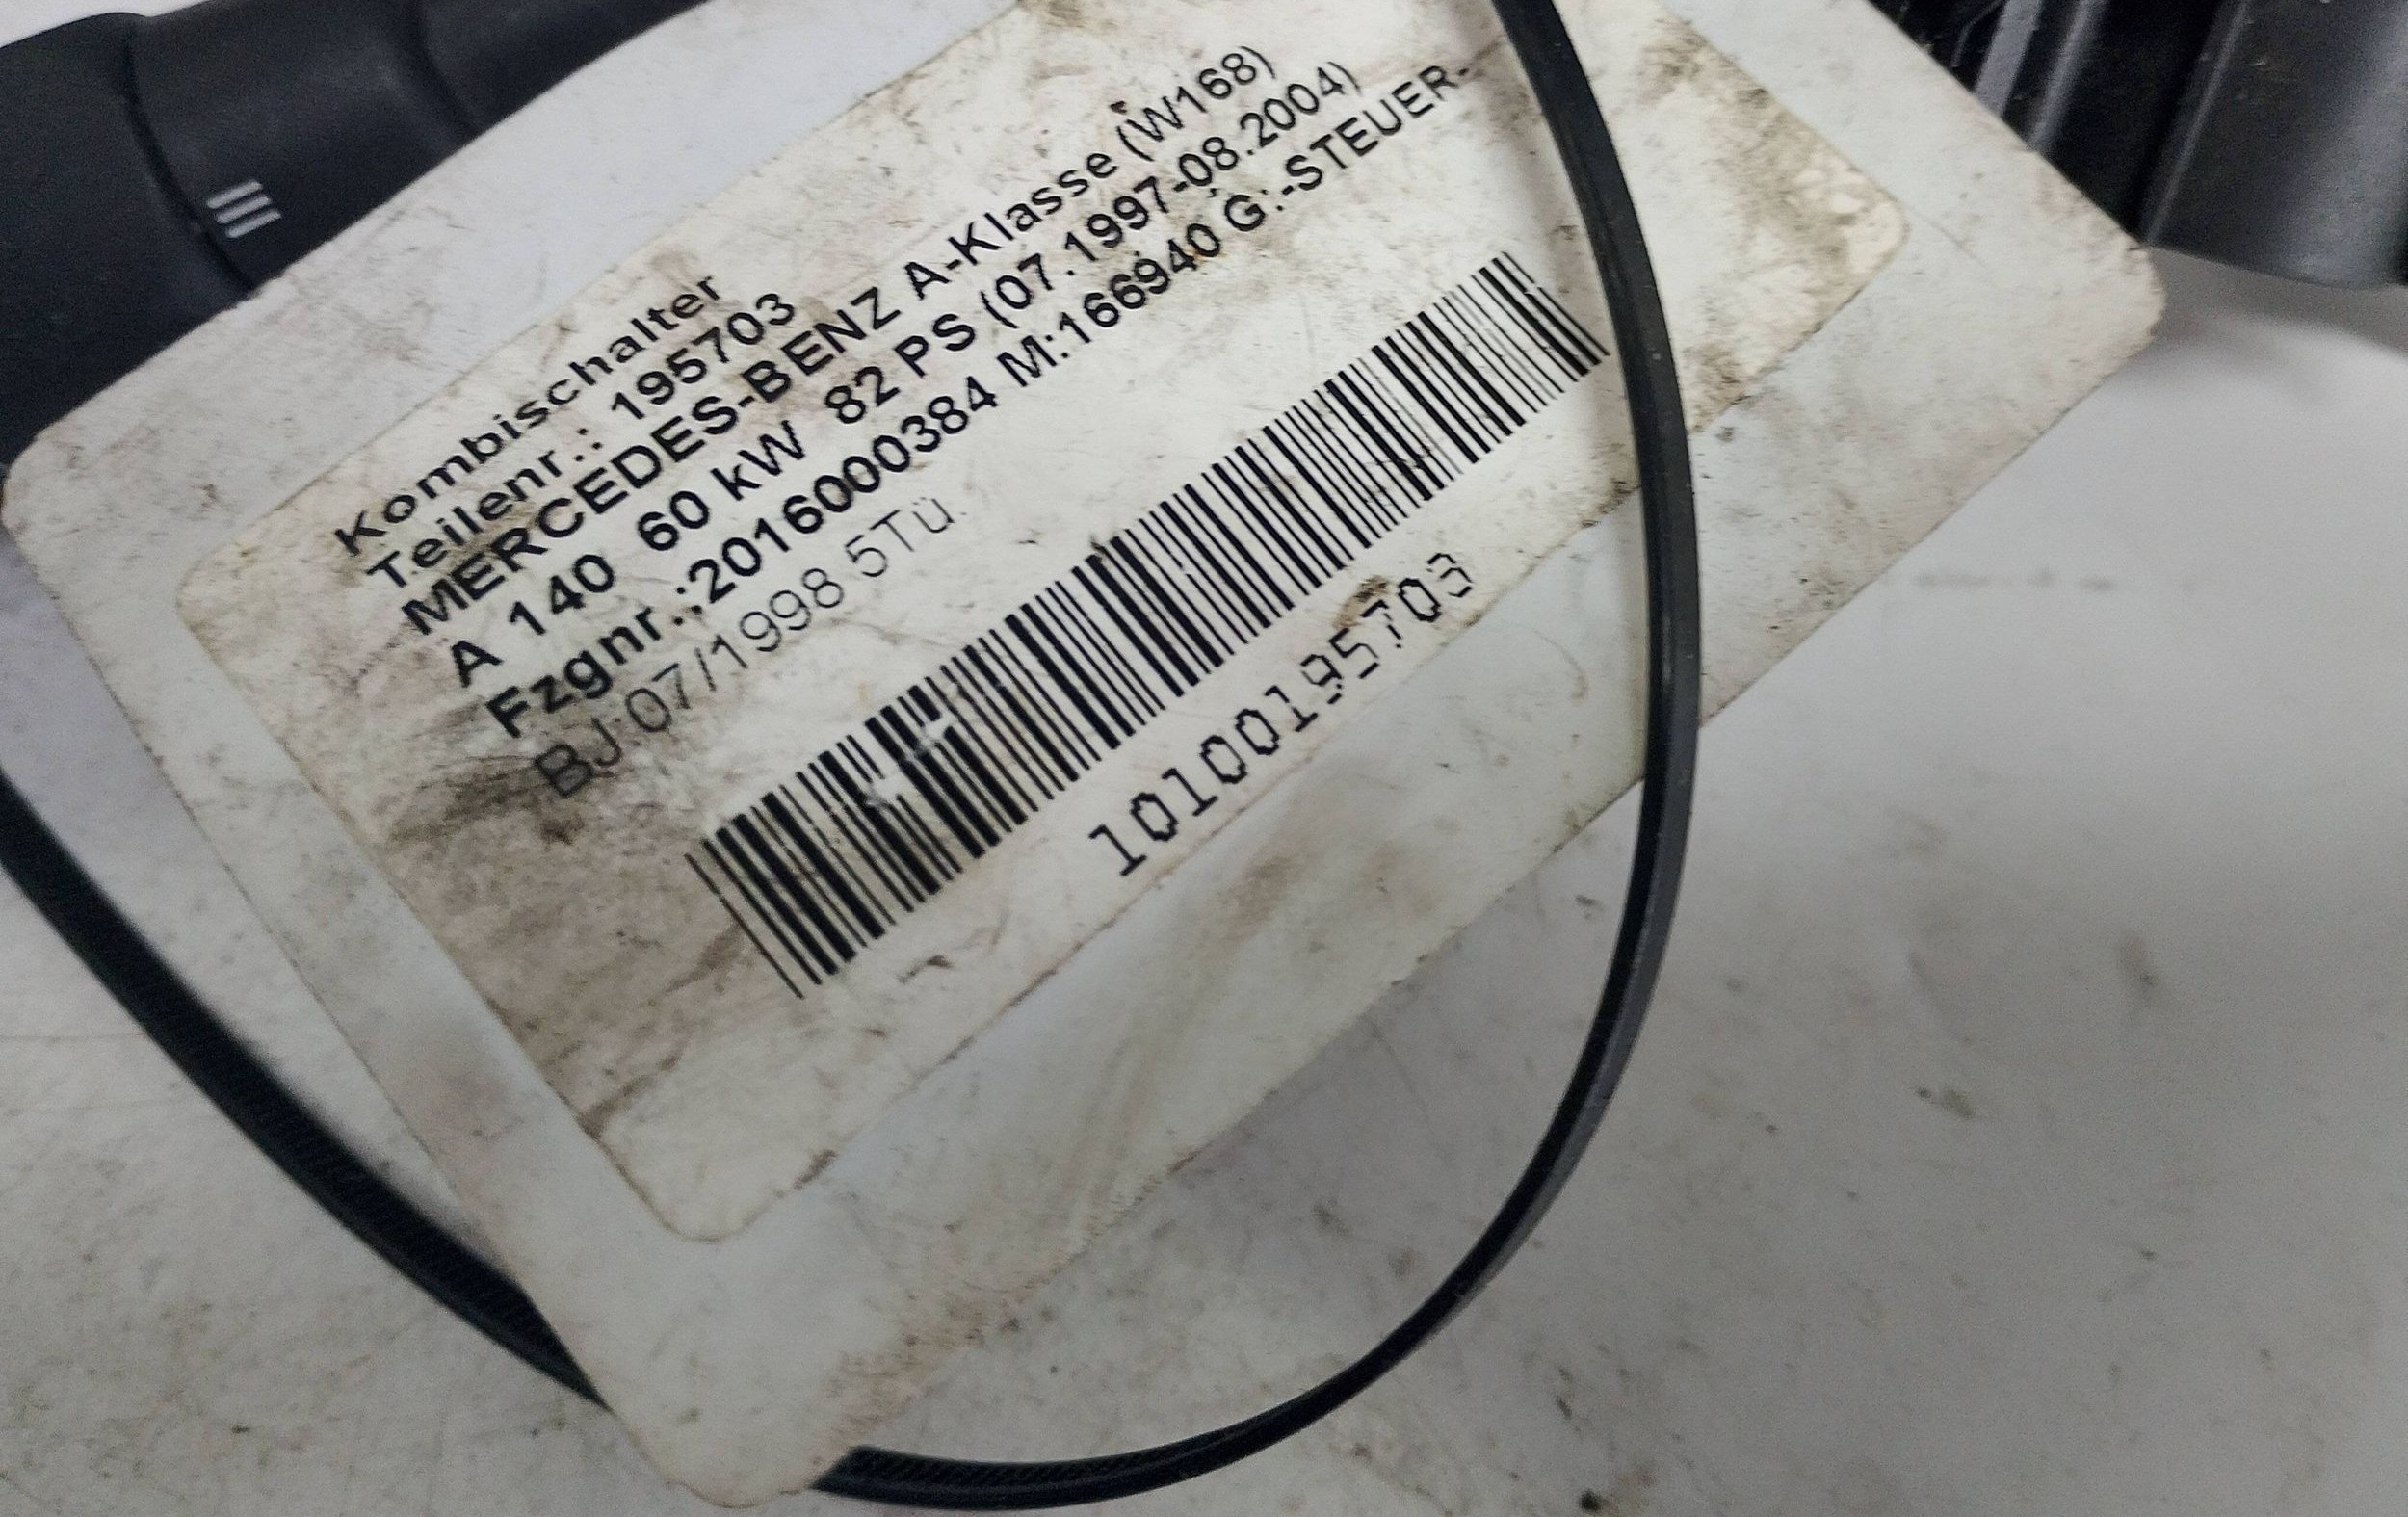 Kombischalter
Teilenr.: 195703
MERCEDES-BENZ A-Klasse (W168)
A 140 60 kW 82 PS (07.1997-08.2004)
Fzgnr.:2016000384 M:166940 G:-STEUER-
BJ:07/1998 5Tü.
10100195703